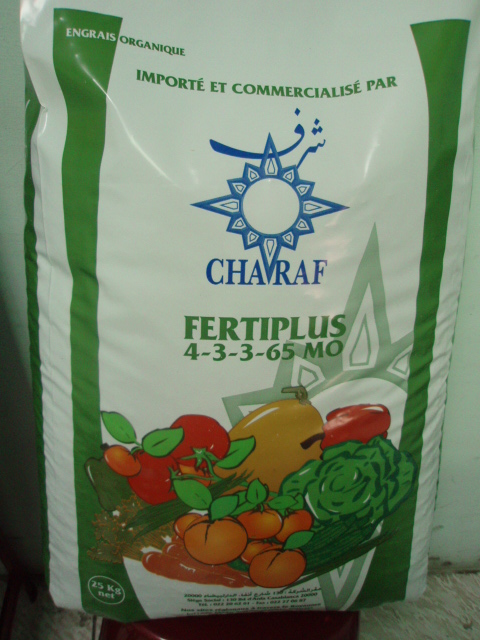 ENGRAIS ORGANIQUE
IMPORTÉ ET COMMERCIALISÉ PAR
شرف
CHARAF
FERTIPLUS
4-3-3-65 MO
25 Kg
net